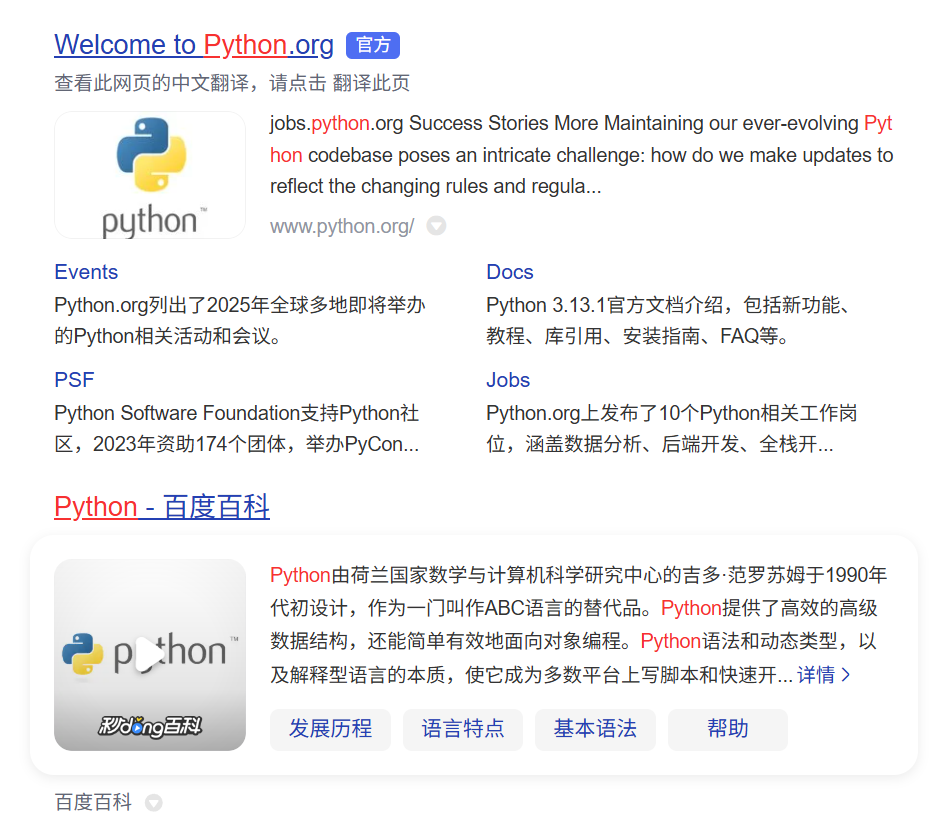 Welcome to Python.org 官方
查看此网页的中文翻译，请点击 翻译此页
python™
jobs.python.org Success Stories More Maintaining our ever-evolving Pyt
hon codebase poses an intricate challenge: how do we make updates to
reflect the changing rules and regula...
www.python.org/
Events
Python.org列出了2025年全球多地即将举办
的Python相关活动和会议。
Docs
Python 3.13.1官方文档介绍，包括新功能、
教程、库引用、安装指南、FAQ等。
PSF
Python Software Foundation支持Python社
区，2023年资助174个团体，举办PyCon...
Jobs
Python.org上发布了10个Python相关工作岗
位，涵盖数据分析、后端开发、全栈开...
Python - 百度百科
python™
秒dǒng百科
Python由荷兰国家数学与计算机科学研究中心的吉多·范罗苏姆于1990年
代初设计，作为一门叫作ABC语言的替代品。Python提供了高效的高级
数据结构，还能简单有效地面向对象编程。Python语法和动态类型，以
及解释型语言的本质，使它成为多数平台上写脚本和快速开... 详情
发展历程 语言特点 基本语法 帮助
百度百科